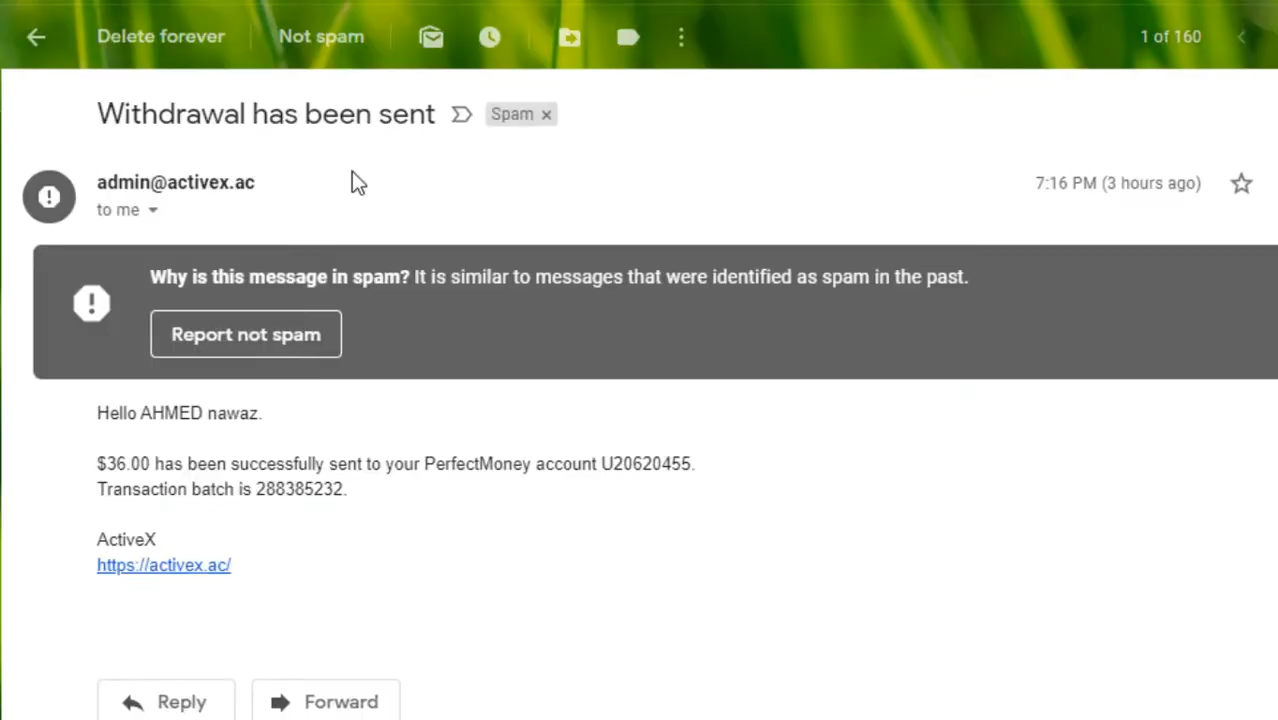 Delete forever
Not spam
1 of 160
Withdrawal has been sent
Spam ×
admin@activex.ac
7:16 PM (3 hours ago)
to me
Why is this message in spam? It is similar to messages that were identified as spam in the past.
Report not spam
Hello AHMED nawaz.
$36.00 has been successfully sent to your PerfectMoney account U20620455.
Transaction batch is 288385232.
ActiveX
https://activex.ac/
Reply
Forward